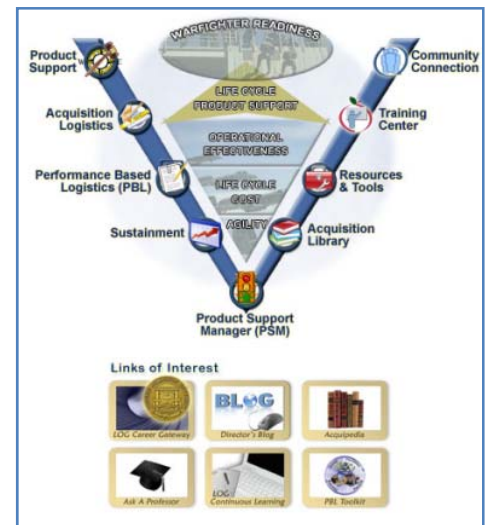 WARFIGHTER READINESS
Product
Support
Community
Connection
LIFE CYCLE
PRODUCT SUPPORT
Acquisition
Logistics
Training
Center
OPERATIONAL
EFFECTIVENESS
Performance Based
Logistics (PBL)
Resources
& Tools
LIFE CYCLE
COST
Sustainment
AGILITY
Acquisition
Library
Product Support
Manager (PSM)
Links of Interest
LOG Career Gateway
BLOG
Director's Blog
Acquipedia
Ask A Professor
LOG
Continuous Learning
PBL Toolkit